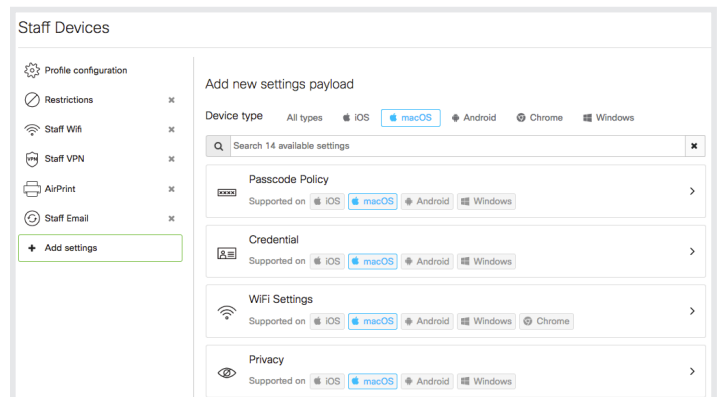 Staff Devices
Profile configuration
Restrictions
Staff Wifi
VPN Staff VPN
AirPrint
Staff Email
Add settings
Add new settings payload
Device type All types iOS macOS Android Chrome Windows
Search 14 available settings
Passcode Policy
Supported on iOS macOS Android Windows
Credential
Supported on iOS macOS Android Windows
WiFi Settings
Supported on iOS macOS Android Windows Chrome
Privacy
Supported on iOS macOS Android Windows